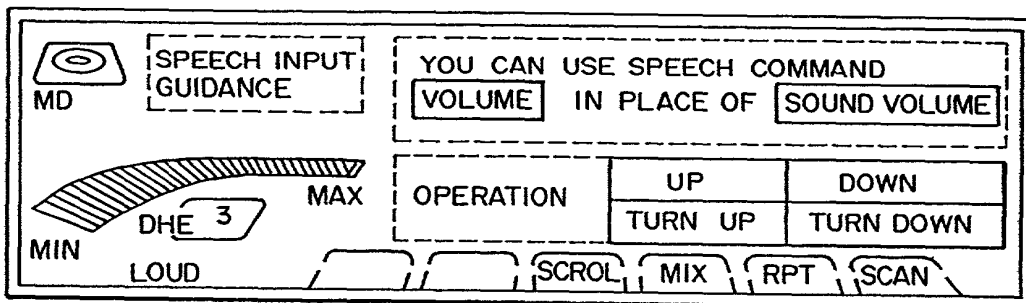 MD
SPEECH INPUT
GUIDANCE
YOU CAN USE SPEECH COMMAND
VOLUME IN PLACE OF SOUND VOLUME
MIN
MAX
DHE 3
LOUD
OPERATION
UP DOWN
TURN UP TURN DOWN
SCROL MIX RPT SCAN